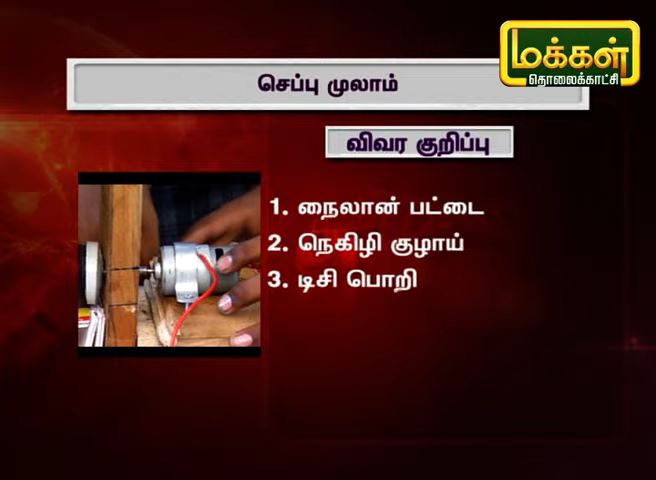 மக்கள்
தொலைக்காட்சி
செப்பு முலாம்
விவர குறிப்பு
1. நைலான் பட்டை
2. நெகிழி குழாய்
3. டிசி பொறி